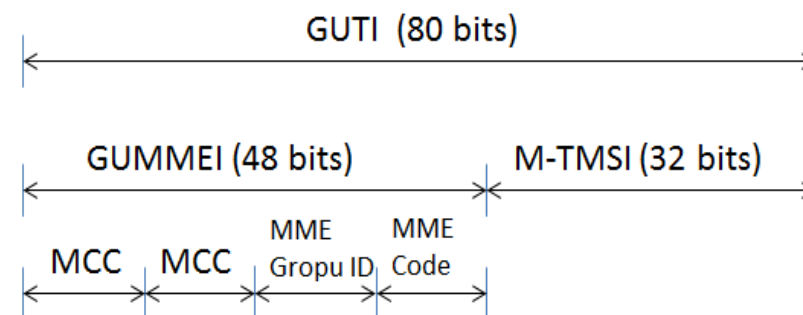 GUTI (80 bits)
GUMMEI (48 bits) M-TMSI (32 bits)
MCC MCC MME Gropu ID MME Code